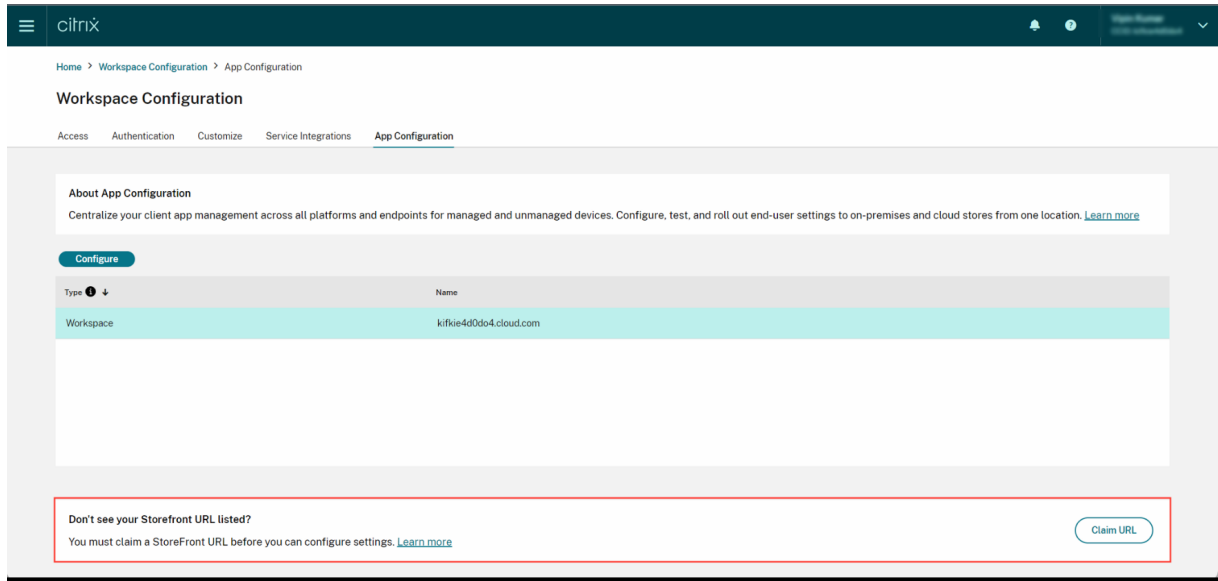 citrix
Home > Workspace Configuration > App Configuration
Workspace Configuration
Access Authentication Customize Service Integrations App Configuration
About App Configuration
Centralize your client app management across all platforms and endpoints for managed and unmanaged devices. Configure, test, and roll out end-user settings to on-premises and cloud stores from one location. Learn more
Configure
Type Name
Workspace kifkie4d0do4.cloud.com
Don't see your Storefront URL listed?
You must claim a StoreFront URL before you can configure settings. Learn more
Claim URL